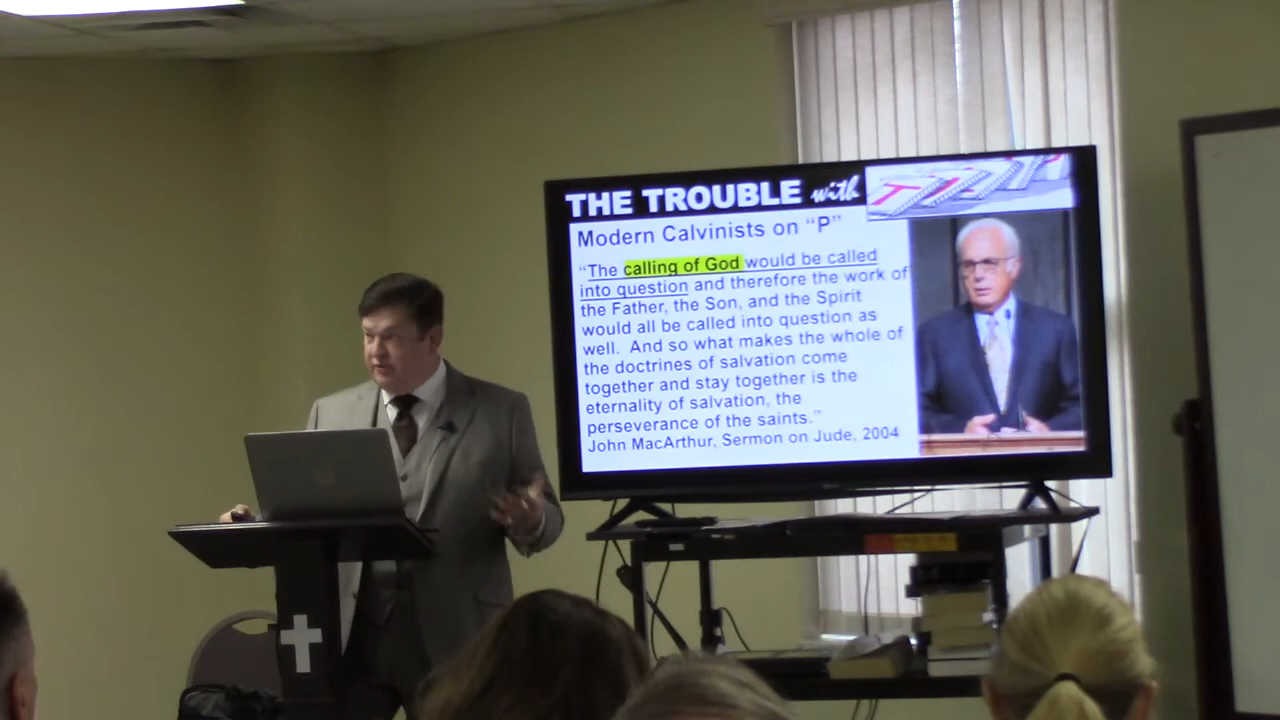 THE TROUBLE with
Modern Calvinists on "P"
"The calling of God would be called
into question and therefore the work of
the Father, the Son, and the Spirit
would all be called into question as
well. And so what makes the whole of
the doctrines of salvation come
together and stay together is the
eternality of salvation, the
perseverance of the saints."
John MacArthur, Sermon on Jude, 2004